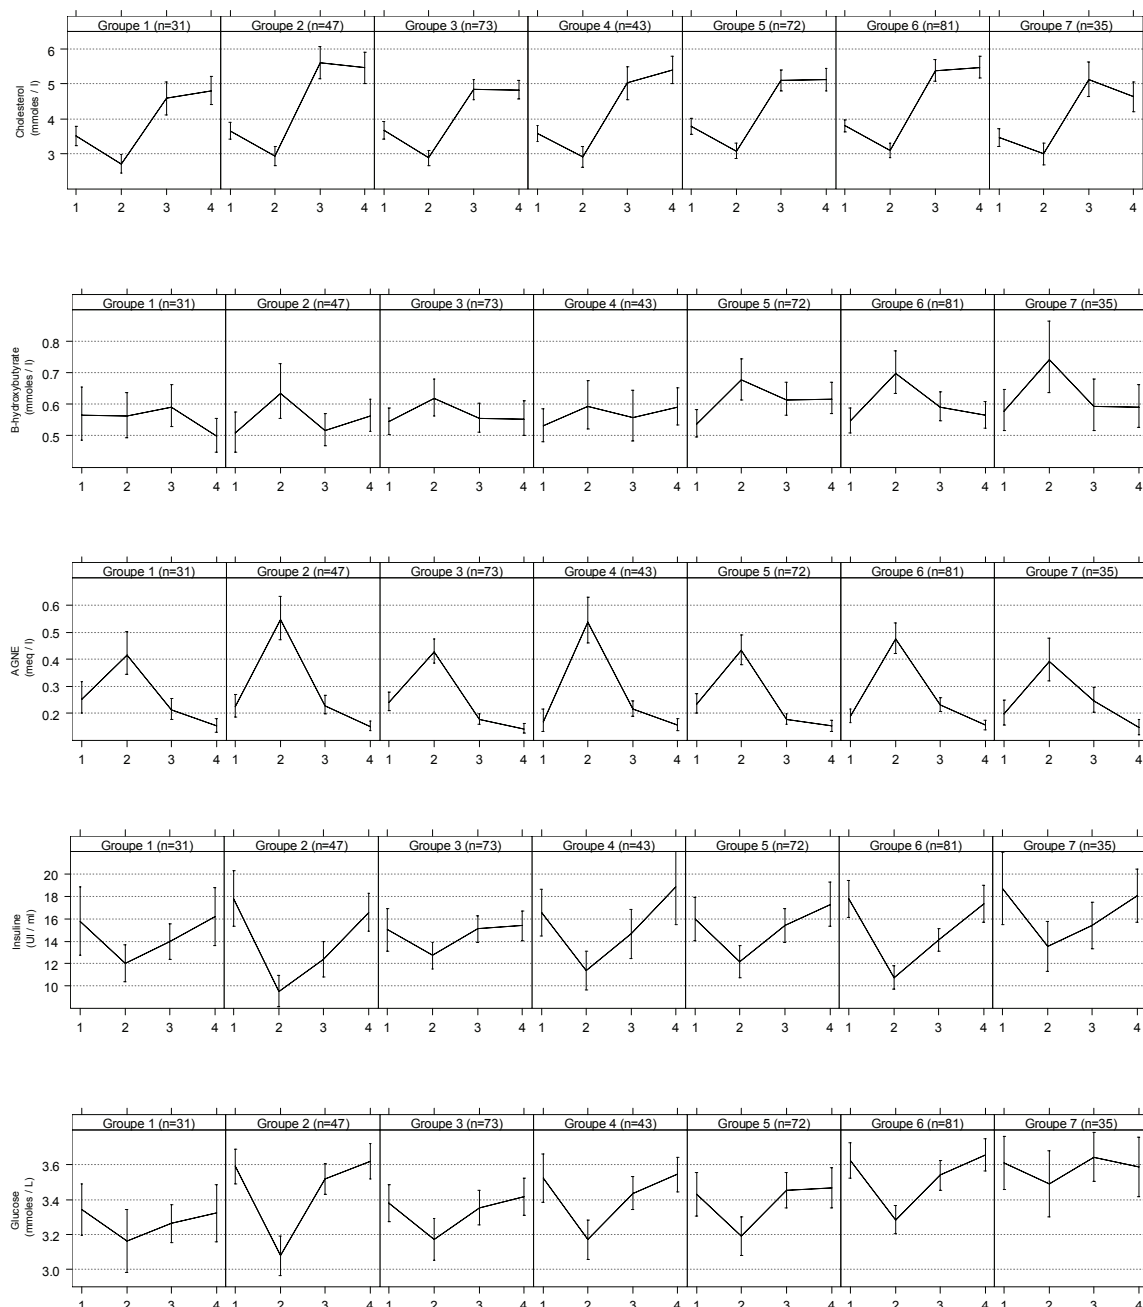 Groupe 1 (n=31) Groupe 2 (n=47) Groupe 3 (n=73) Groupe 4 (n=43) Groupe 5 (n=72) Groupe 6 (n=81) Groupe 7 (n=35)
Cholesterol
(mmoles / l)
6
5
4
3
1 2 3 4 1 2 3 4 1 2 3 4 1 2 3 4 1 2 3 4 1 2 3 4 1 2 3 4
Groupe 1 (n=31) Groupe 2 (n=47) Groupe 3 (n=73) Groupe 4 (n=43) Groupe 5 (n=72) Groupe 6 (n=81) Groupe 7 (n=35)
B-hydroxybutyrate
(mmoles / l)
0.8
0.7
0.6
0.5
1 2 3 4 1 2 3 4 1 2 3 4 1 2 3 4 1 2 3 4 1 2 3 4 1 2 3 4
Groupe 1 (n=31) Groupe 2 (n=47) Groupe 3 (n=73) Groupe 4 (n=43) Groupe 5 (n=72) Groupe 6 (n=81) Groupe 7 (n=35)
AGNE
(meq / l)
0.6
0.5
0.4
0.3
0.2
1 2 3 4 1 2 3 4 1 2 3 4 1 2 3 4 1 2 3 4 1 2 3 4 1 2 3 4
Groupe 1 (n=31) Groupe 2 (n=47) Groupe 3 (n=73) Groupe 4 (n=43) Groupe 5 (n=72) Groupe 6 (n=81) Groupe 7 (n=35)
Insuline
(UI / ml)
20
18
16
14
12
10
1 2 3 4 1 2 3 4 1 2 3 4 1 2 3 4 1 2 3 4 1 2 3 4 1 2 3 4
Groupe 1 (n=31) Groupe 2 (n=47) Groupe 3 (n=73) Groupe 4 (n=43) Groupe 5 (n=72) Groupe 6 (n=81) Groupe 7 (n=35)
Glucose
(mmoles / L)
3.6
3.4
3.2
3.0
1 2 3 4 1 2 3 4 1 2 3 4 1 2 3 4 1 2 3 4 1 2 3 4 1 2 3 4